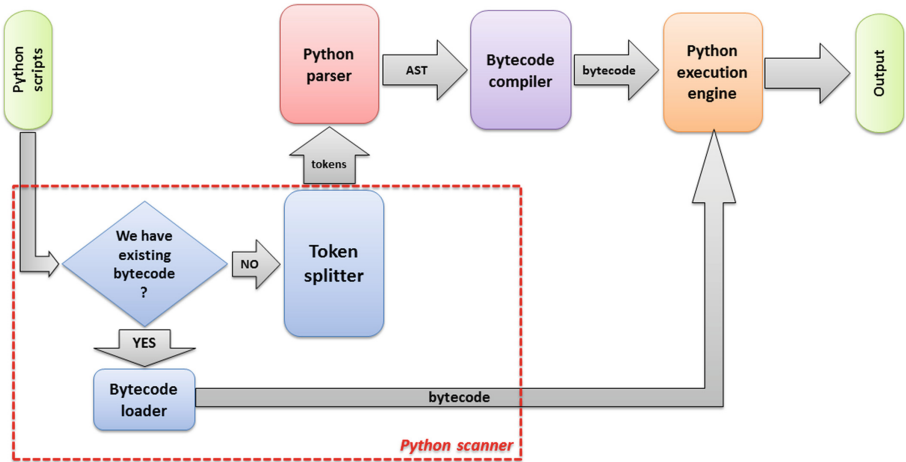 Python
scripts
Python
parser
AST
Bytecode
compiler
bytecode
Python
execution
engine
Output
tokens
We have
existing
bytecode
?
NO
Token
splitter
YES
Bytecode
loader
bytecode
Python scanner